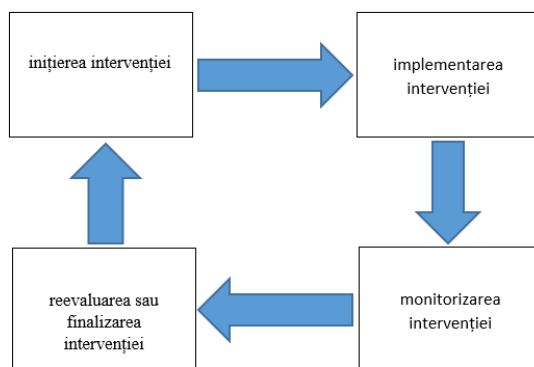 inițierea intervenției
implementarea
intervenției
monitorizarea
intervenției
reevaluarea sau
finalizarea
intervenției